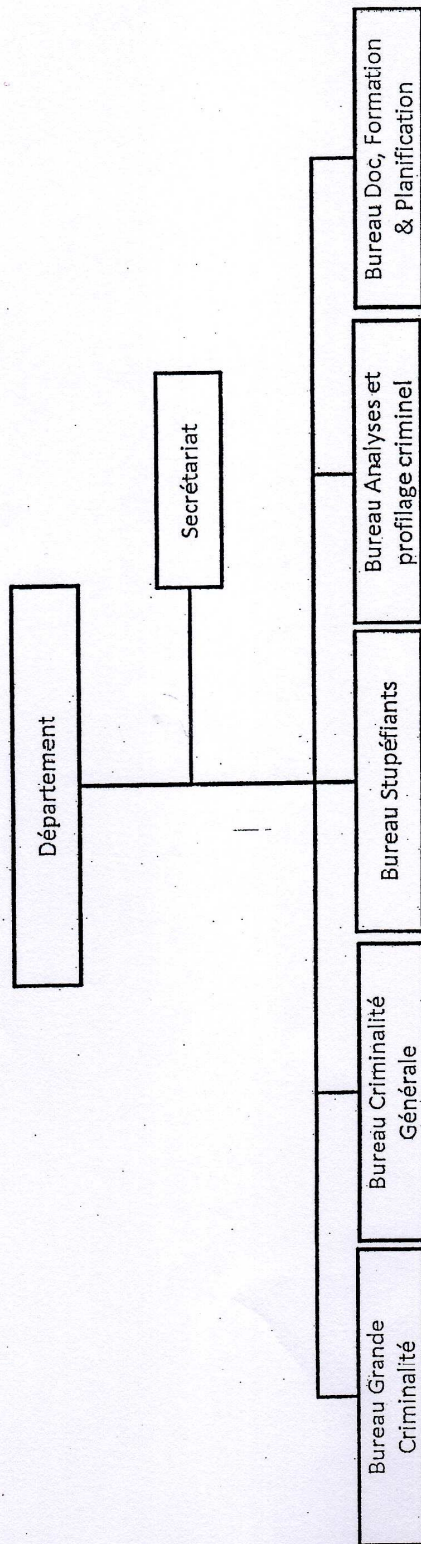 Département
Secrétariat
Bureau Grande
Criminalité
Bureau Criminalité
Générale
Bureau Stupéfiants
Bureau Analyses et
profilage criminel
Bureau Doc, Formation
& Planification